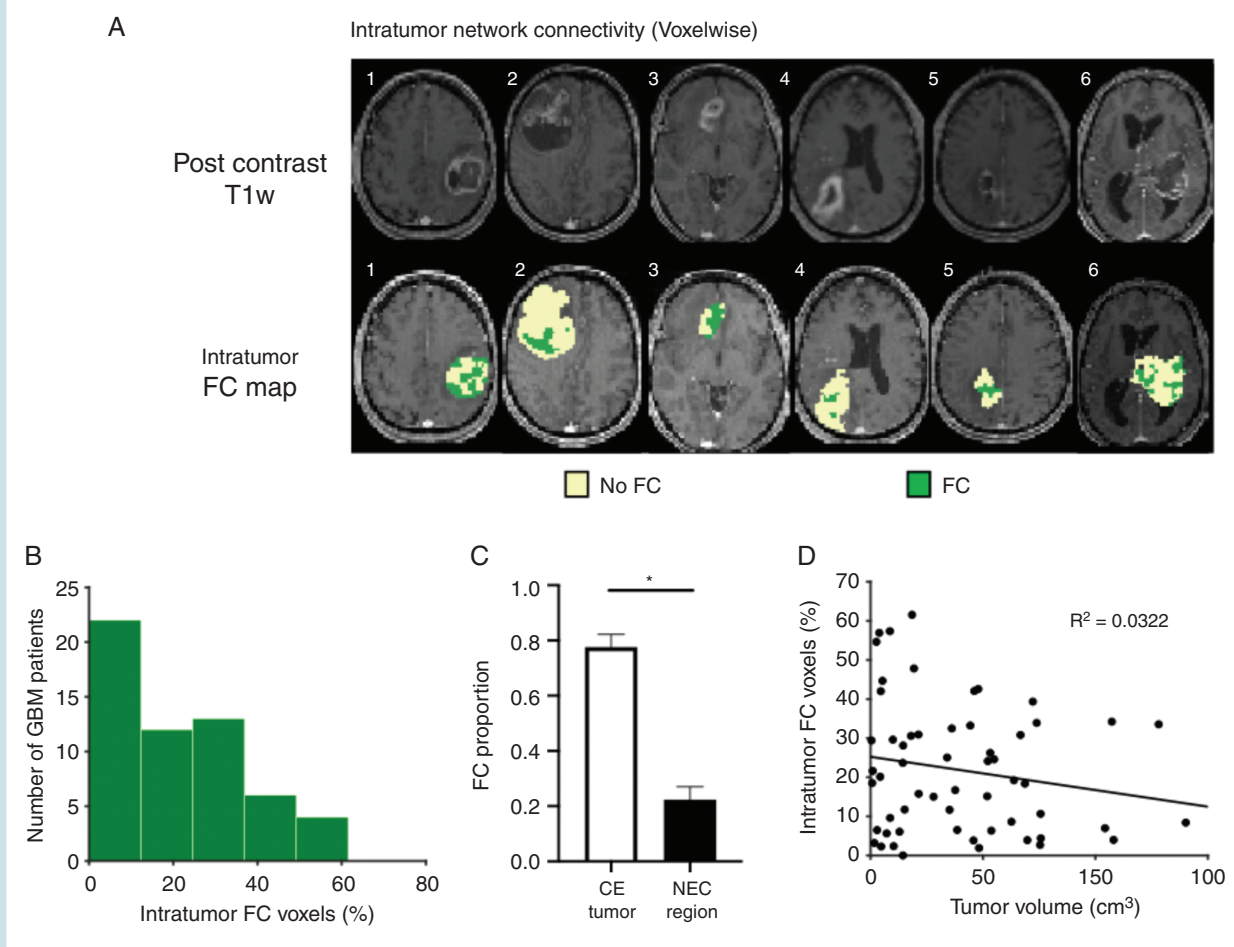 A
Intratumor network connectivity (Voxelwise)
1 2 3 4 5 6
Post contrast
T1w
1 2 3 4 5 6
Intratumor
FC map
No FC FC
B
Number of GBM patients
25
20
15
10
5
0
0 20 40 60 80
Intratumor FC voxels (%)
C
FC proportion
1.0
0.8
0.6
0.4
0.2
0.0
*
CE NEC
tumor region
D
Intratumor FC voxels (%)
70
60
50
40
30
20
10
0
R² = 0.0322
0 50 150 100
Tumor volume (cm³)